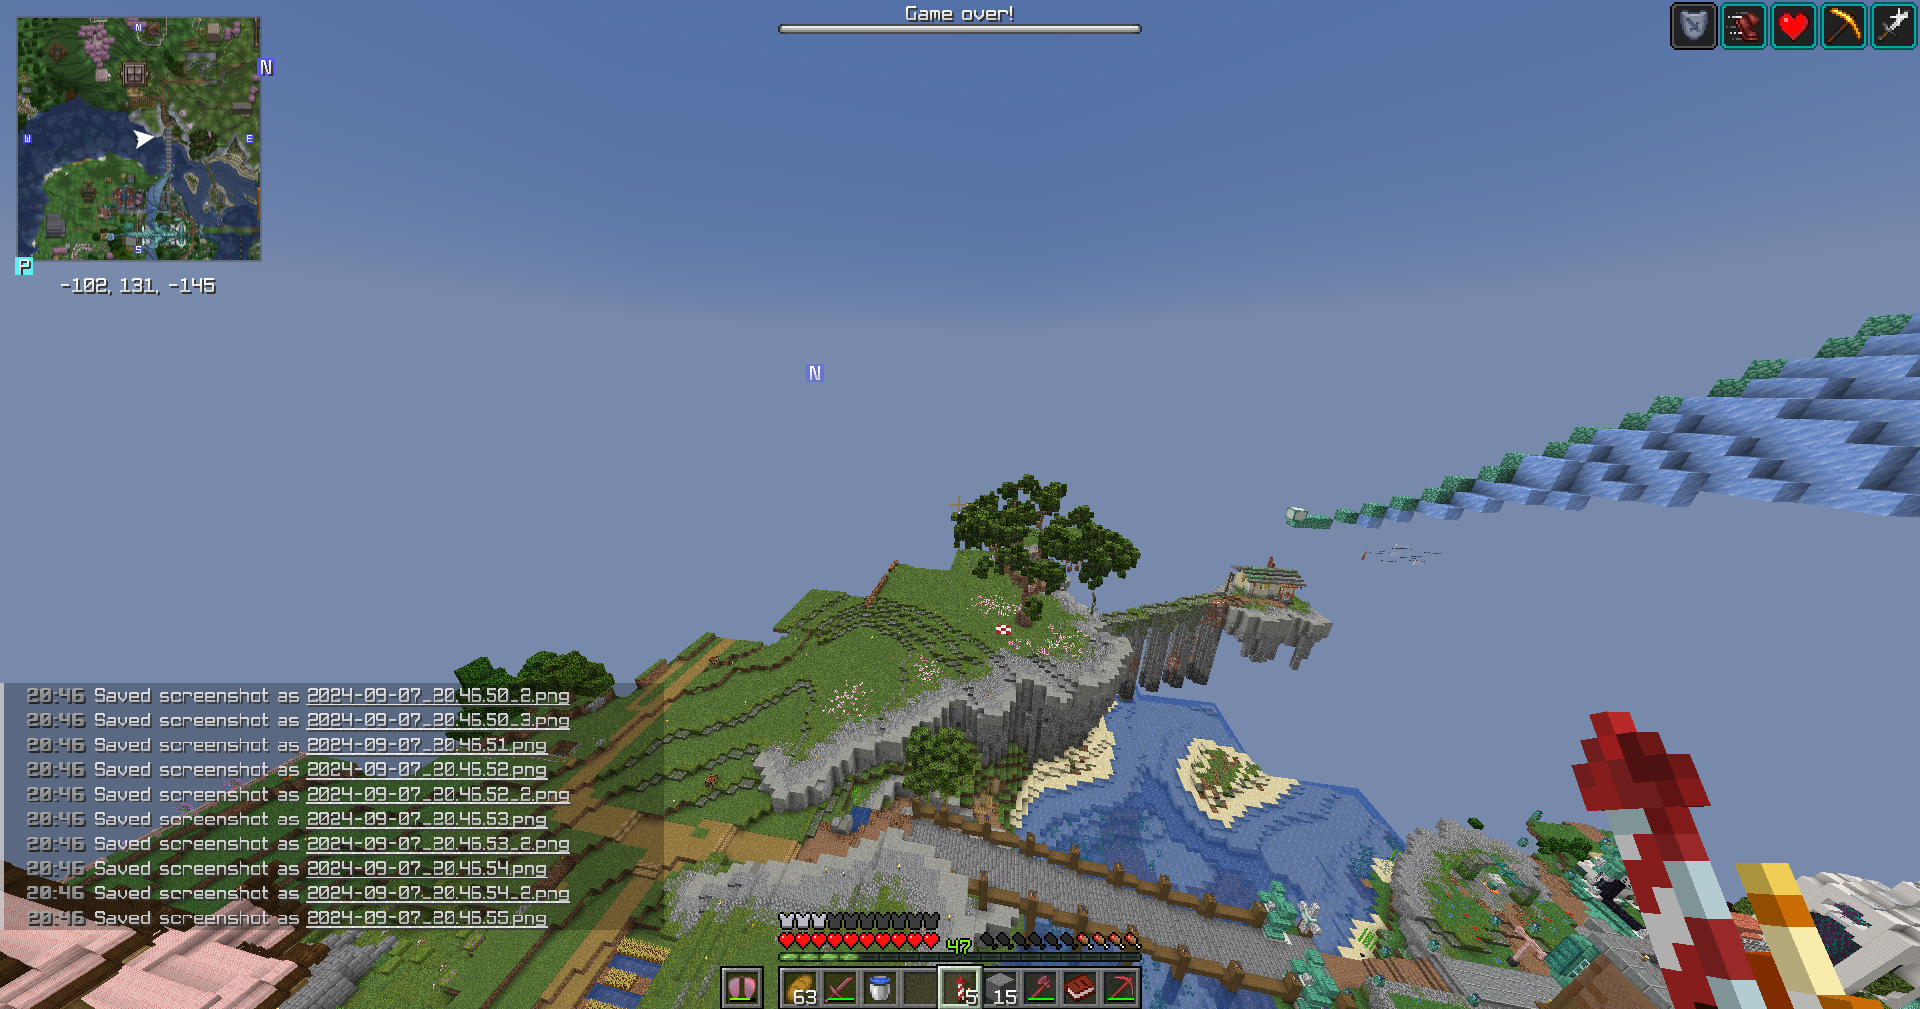 Game over!
N
N
W
E
S
P
-102, 131, -145
N
20:46 Saved screenshot as 2024-09-07_20.46.50_2.png
20:46 Saved screenshot as 2024-09-07_20.46.50_3.png
20:46 Saved screenshot as 2024-09-07_20.46.51.png
20:46 Saved screenshot as 2024-09-07_20.46.52.png
20:46 Saved screenshot as 2024-09-07_20.46.52_2.png
20:46 Saved screenshot as 2024-09-07_20.46.53.png
20:46 Saved screenshot as 2024-09-07_20.46.53_2.png
20:46 Saved screenshot as 2024-09-07_20.46.54.png
20:46 Saved screenshot as 2024-09-07_20.46.54_2.png
20:46 Saved screenshot as 2024-09-07_20.46.55.png
47
63 5 15